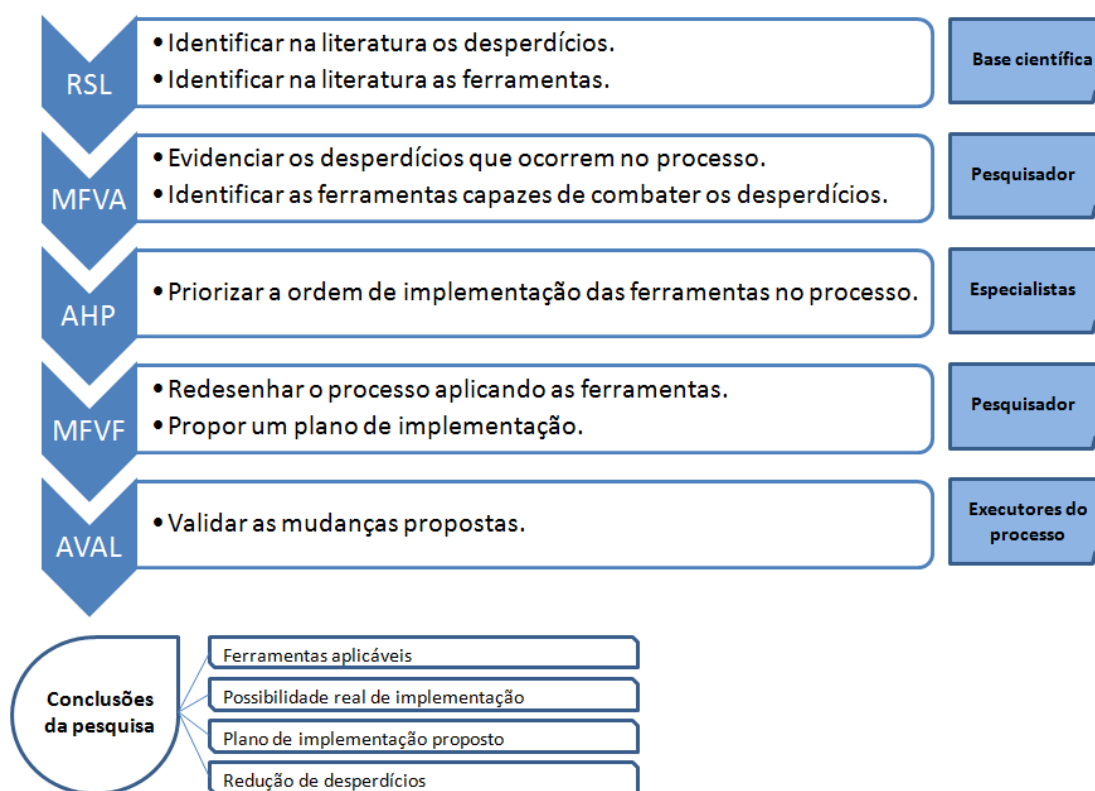 RSL
• Identificar na literatura os desperdícios.
• Identificar na literatura as ferramentas.
Base científica
MFVA
• Evidenciar os desperdícios que ocorrem no processo.
• Identificar as ferramentas capazes de combater os desperdícios.
Pesquisador
AHP
• Priorizar a ordem de implementação das ferramentas no processo.
Especialistas
MFVF
• Redesenhar o processo aplicando as ferramentas.
• Propor um plano de implementação.
Pesquisador
AVAL
• Validar as mudanças propostas.
Executores do
processo
Conclusões
da pesquisa
Ferramentas aplicáveis
Possibilidade real de implementação
Plano de implementação proposto
Redução de desperdícios